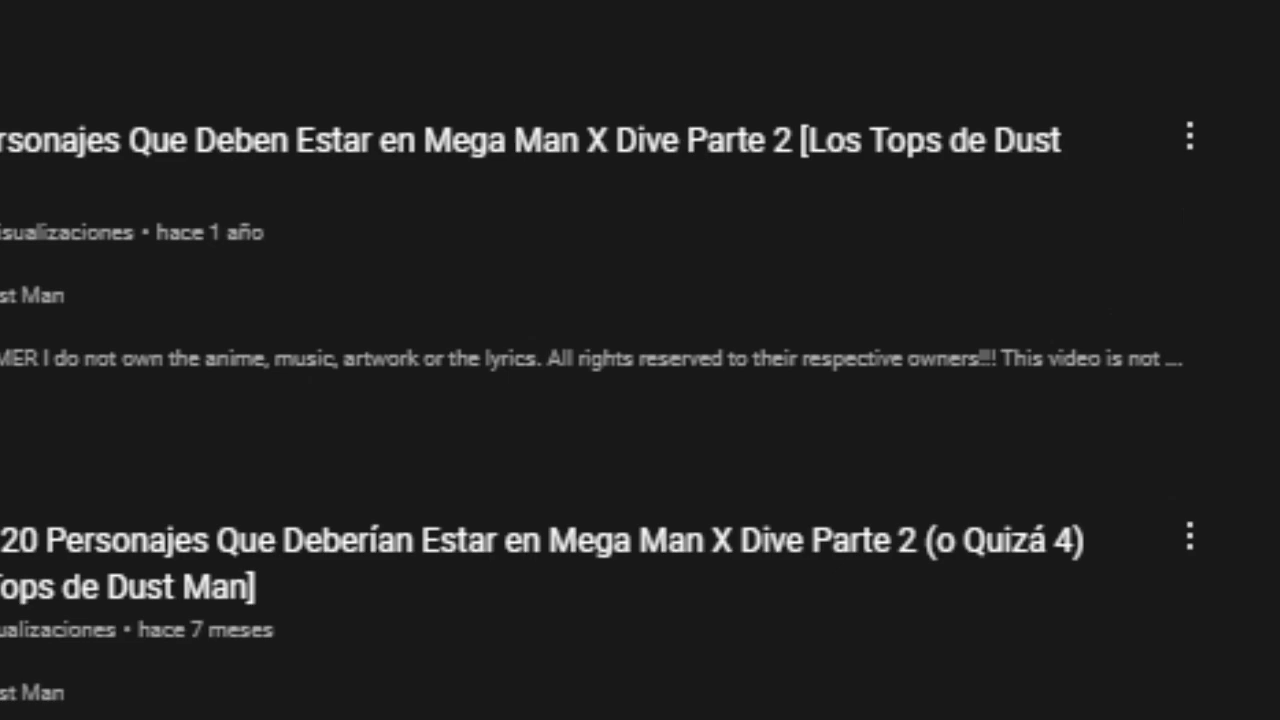 rsonajes Que Deben Estar en Mega Man X Dive Parte 2 [Los Tops de Dust
isualizaciones • hace 1 año
st Man
MER I do not own the anime, music, artwork or the lyrics. All rights reserved to their respective owners!!! This video is not ...
20 Personajes Que Deberían Estar en Mega Man X Dive Parte 2 (o Quizá 4)
Tops de Dust Man]
ualizaciones • hace 7 meses
st Man